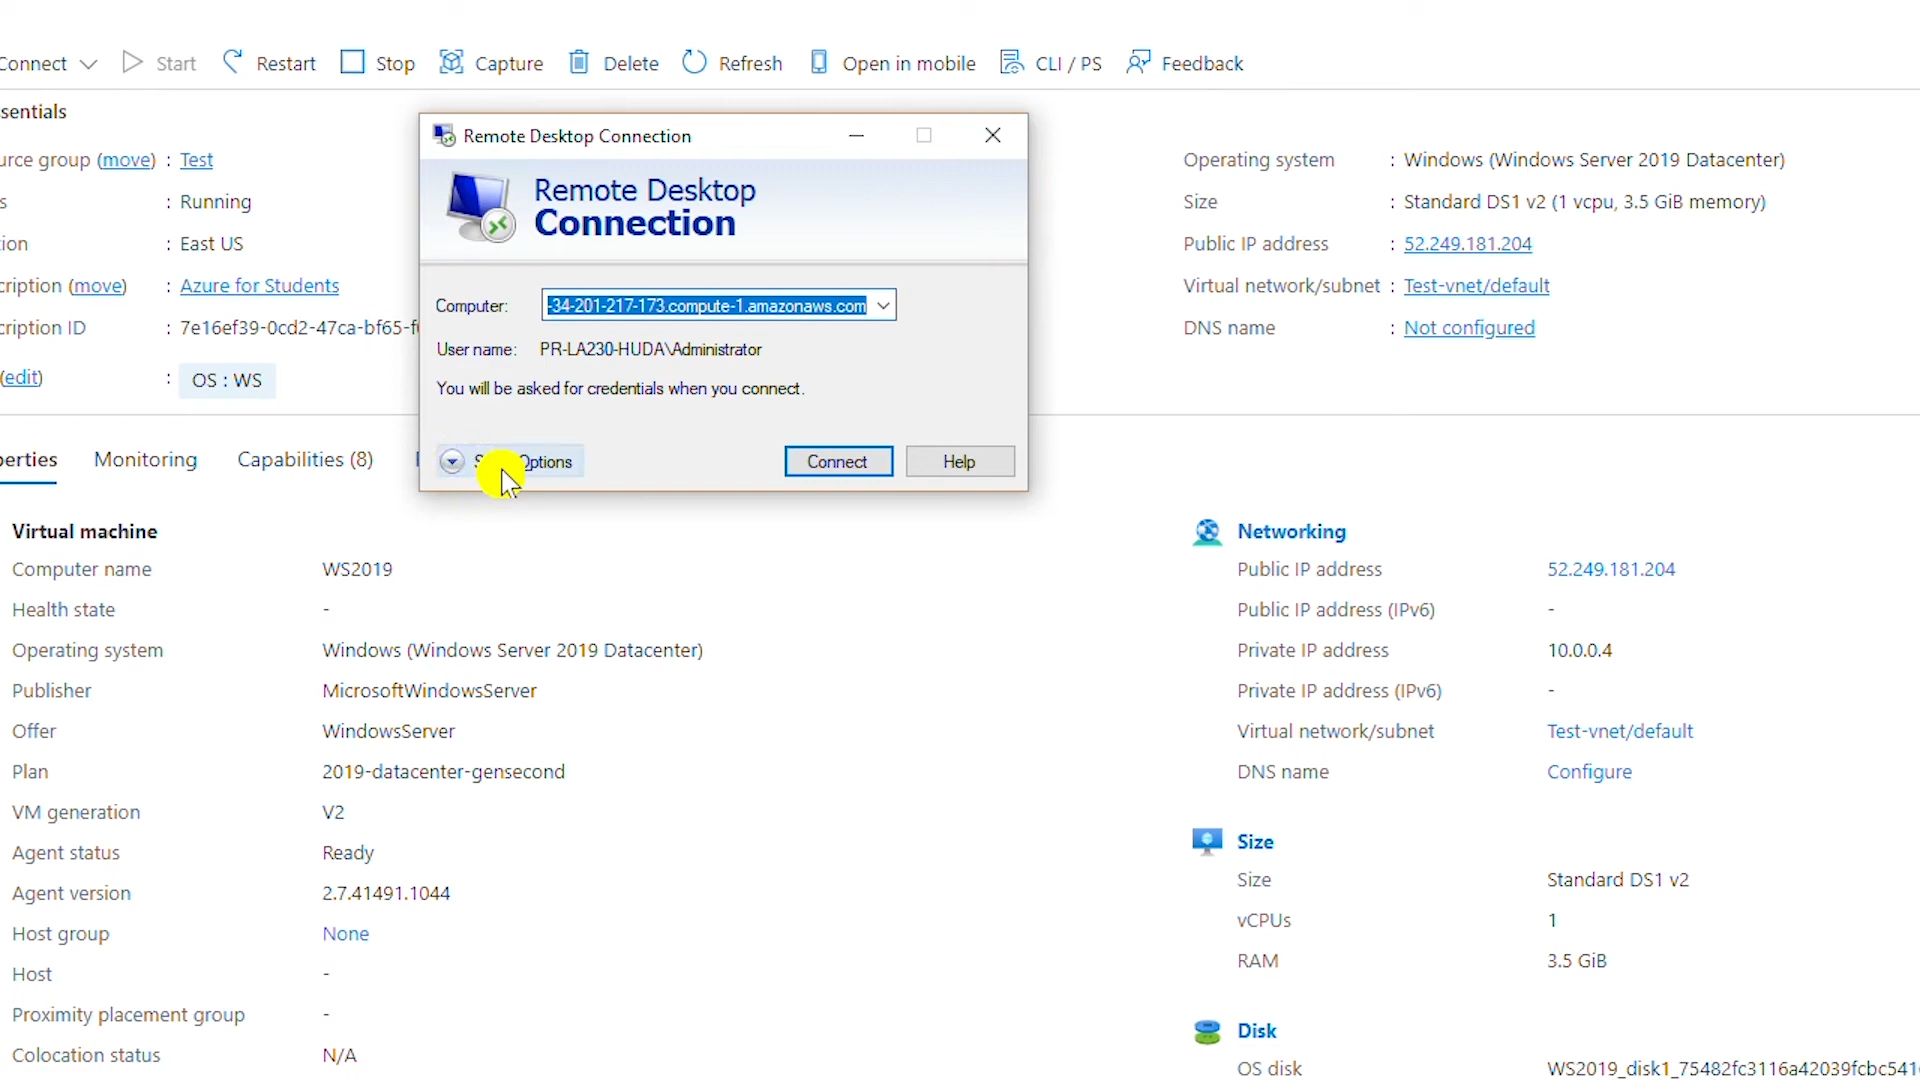 Connect Start Restart Stop Capture Delete Refresh Open in mobile CLI / PS Feedback
sentials
urce group (move) : Test
s : Running
ion : East US
cription (move) : Azure for Students
cription ID : 7e16ef39-0cd2-47ca-bf65-f
(edit) : OS : WS
Operating system : Windows (Windows Server 2019 Datacenter)
Size : Standard DS1 v2 (1 vcpu, 3.5 GiB memory)
Public IP address : 52.249.181.204
Virtual network/subnet : Test-vnet/default
DNS name : Not configured
Remote Desktop Connection
Remote Desktop
Connection
Computer: -34-201-217-173.compute-1.amazonaws.com
User name: PR-LA230-HUDA\Administrator
You will be asked for credentials when you connect.
Options Connect Help
perties Monitoring Capabilities (8)
Virtual machine
Computer name WS2019
Health state -
Operating system Windows (Windows Server 2019 Datacenter)
Publisher MicrosoftWindowsServer
Offer WindowsServer
Plan 2019-datacenter-gensecond
VM generation V2
Agent status Ready
Agent version 2.7.41491.1044
Host group None
Host -
Proximity placement group -
Colocation status N/A
Networking
Public IP address 52.249.181.204
Public IP address (IPv6) -
Private IP address 10.0.0.4
Private IP address (IPv6) -
Virtual network/subnet Test-vnet/default
DNS name Configure
Size
Size Standard DS1 v2
vCPUs 1
RAM 3.5 GiB
Disk
OS disk WS2019_disk1_75482fc3116a42039fcbc541